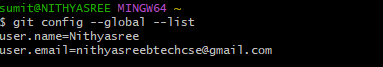 sumit@NITHYASREE MINGW64 ~
$ git config --global --list
user.name=Nithyasree
user.email=nithyasreebtechcse@gmail.com